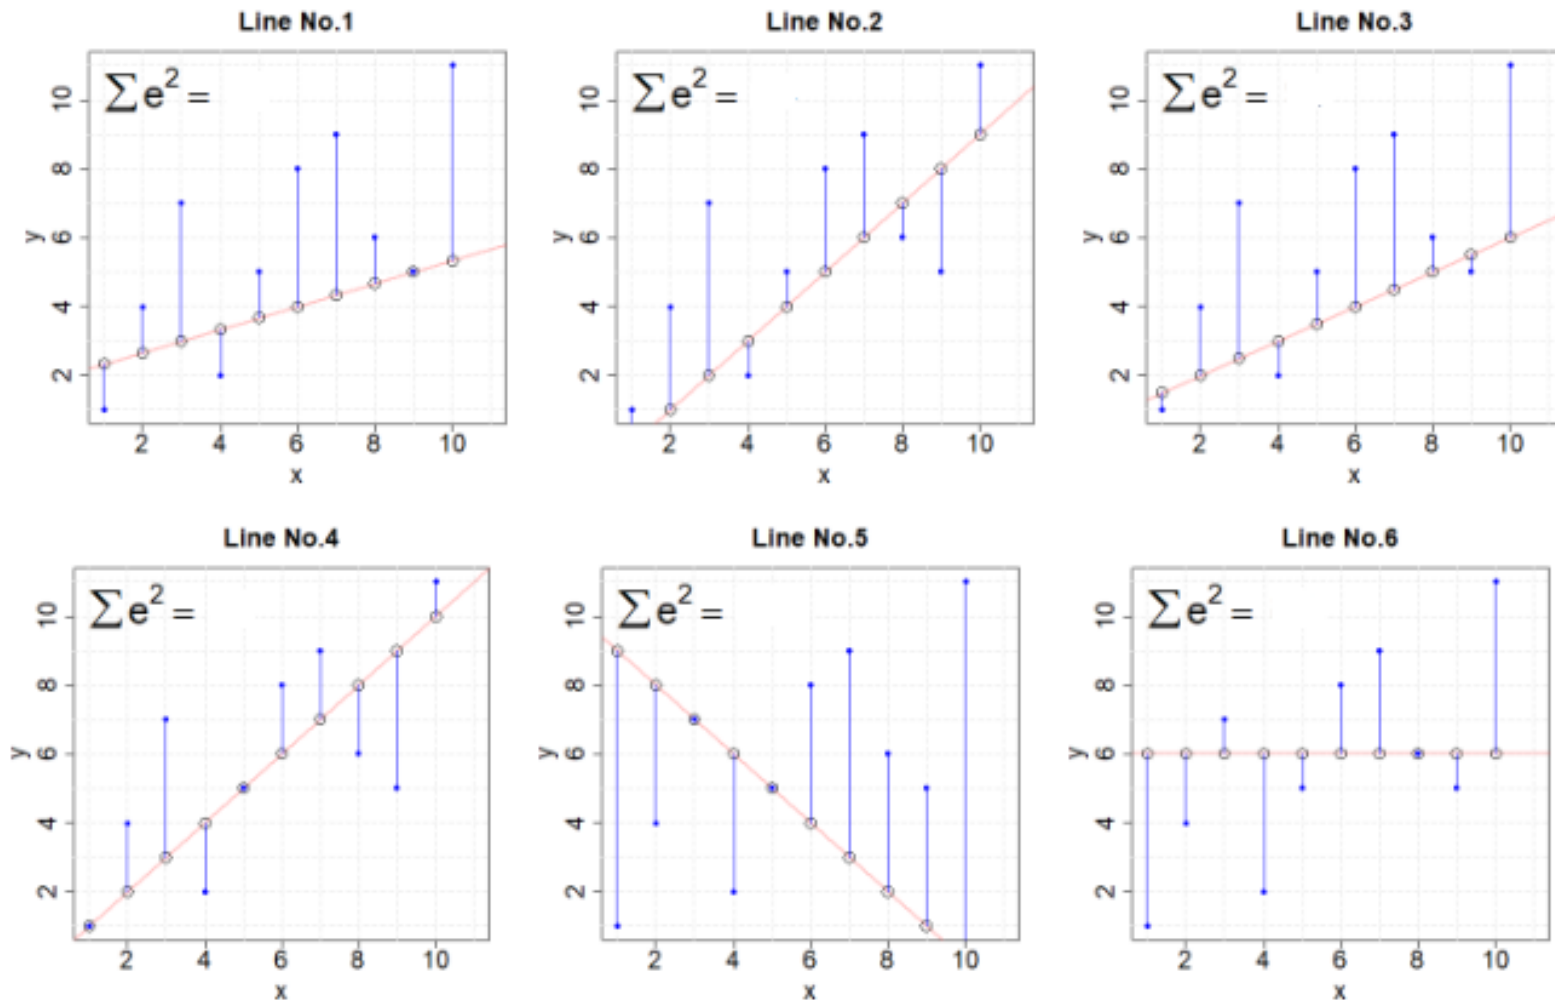 Line No.1 Line No.2 Line No.3
∑e² = ∑e² = ∑e² =
10 10 10
8 8 8
y 6 y 6 y 6
4 4 4
2 2 2
2 4 6 8 10 2 4 6 8 10 2 4 6 8 10
x x x
Line No.4 Line No.5 Line No.6
∑e² = ∑e² = ∑e² =
10 10 10
8 8 8
y 6 y 6 y 6
4 4 4
2 2 2
2 4 6 8 10 2 4 6 8 10 2 4 6 8 10
x x x